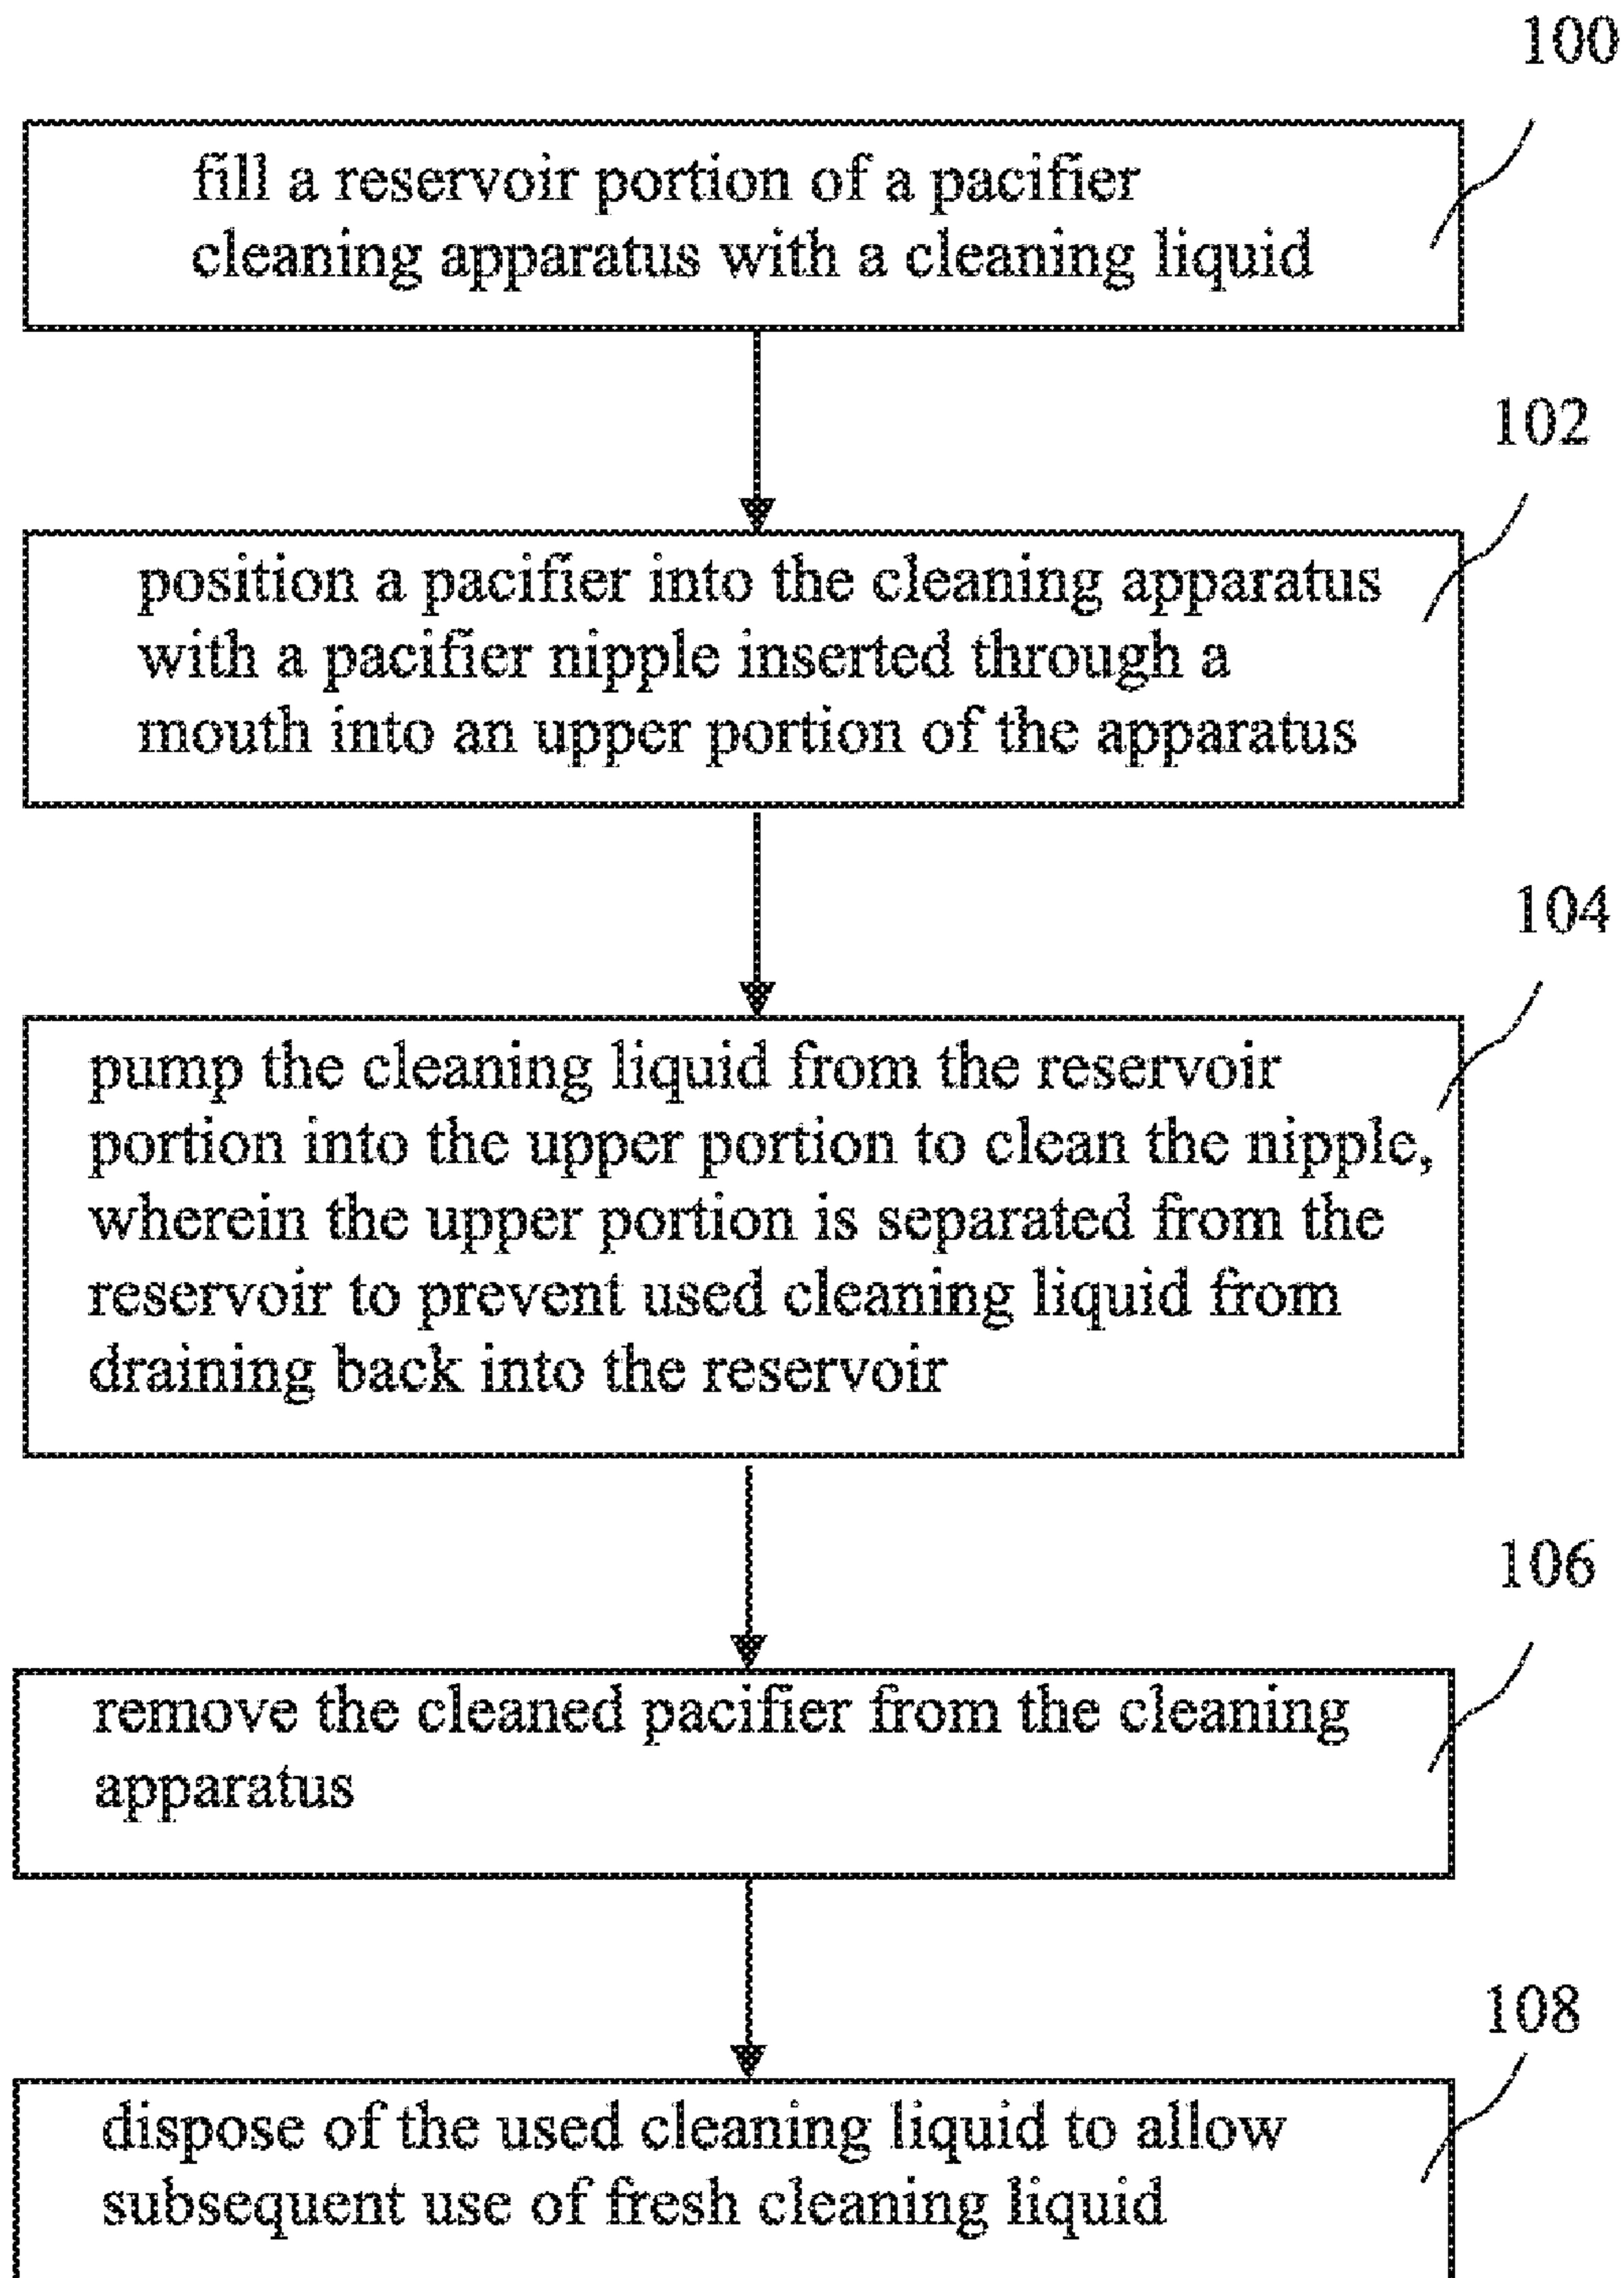 100
fill a reservoir portion of a pacifier
cleaning apparatus with a cleaning liquid
102
position a pacifier into the cleaning apparatus
with a pacifier nipple inserted through a
mouth into an upper portion of the apparatus
104
pump the cleaning liquid from the reservoir
portion into the upper portion to clean the nipple,
wherein the upper portion is separated from the
reservoir to prevent used cleaning liquid from
draining back into the reservoir
106
remove the cleaned pacifier from the cleaning
apparatus
108
dispose of the used cleaning liquid to allow
subsequent use of fresh cleaning liquid